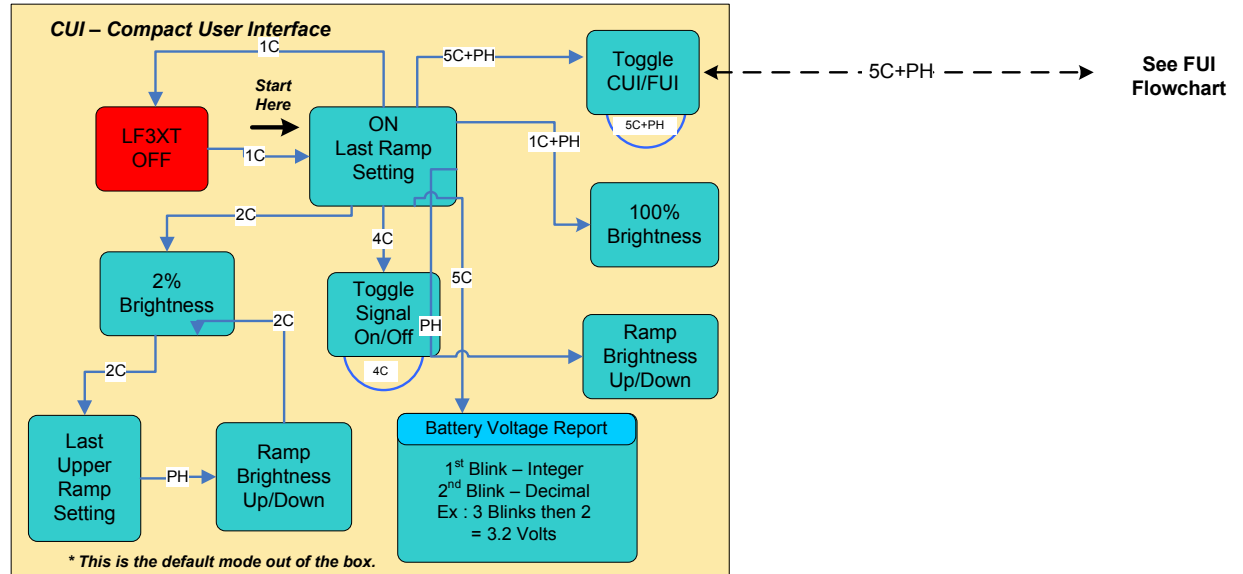 CUI – Compact User Interface
1C
5C+PH
Toggle
CUI/FUI
5C+PH
5C+PH
See FUI
Flowchart
Start
Here
LF3XT
OFF
1C
ON
Last Ramp
Setting
1C+PH
100%
Brightness
2C
4C
5C
PH
2%
Brightness
Toggle
Signal
On/Off
4C
2C
2C
Ramp
Brightness
Up/Down
Last
Upper
Ramp
Setting
PH
Ramp
Brightness
Up/Down
Battery Voltage Report
1st Blink – Integer
2nd Blink – Decimal
Ex : 3 Blinks then 2
= 3.2 Volts
* This is the default mode out of the box.